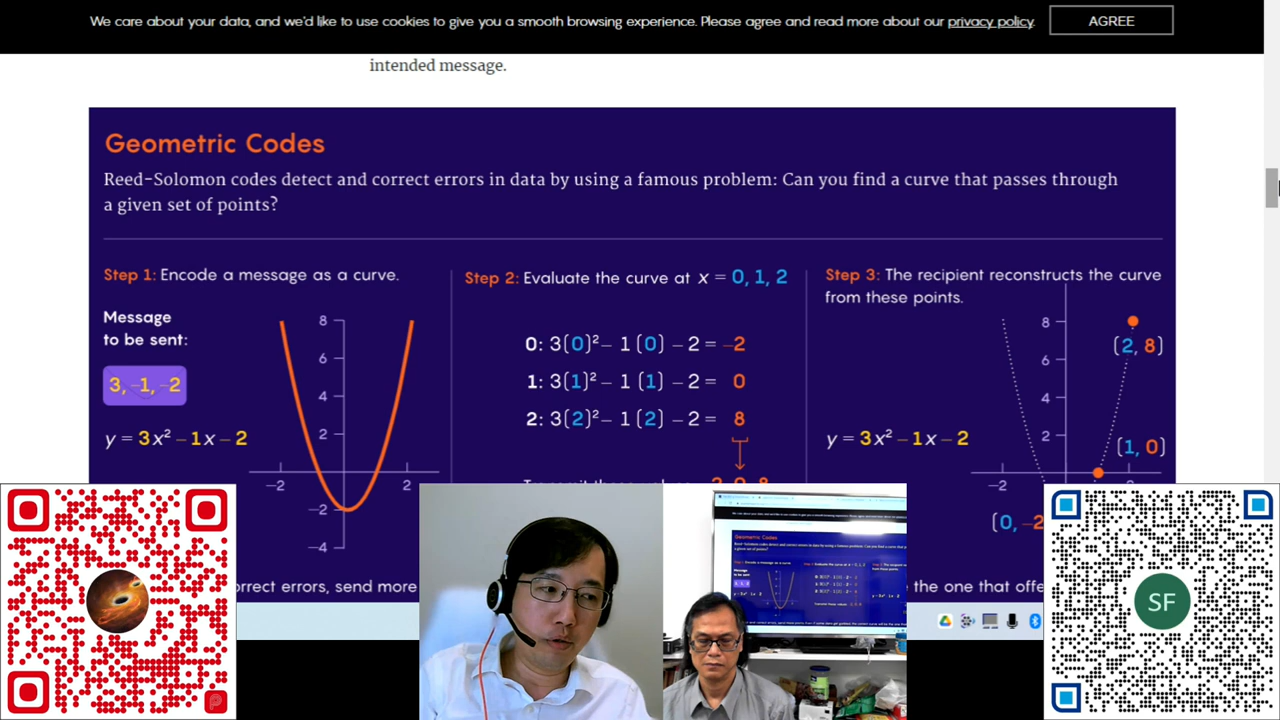 We care about your data, and we'd like to use cookies to give you a smooth browsing experience. Please agree and read more about our privacy policy.
AGREE
intended message.
Geometric Codes
Reed-Solomon codes detect and correct errors in data by using a famous problem: Can you find a curve that passes through
a given set of points?
Step 1: Encode a message as a curve.
Message
to be sent:
3, -1, -2
y = 3x² - 1x - 2
8
6
4
2
-2
2
-2
-4
Step 2: Evaluate the curve at x = 0, 1, 2
0: 3(0)² - 1(0) - 2 = -2
1: 3(1)² - 1(1) - 2 = 0
2: 3(2)² - 1(2) - 2 = 8
Step 3: The recipient reconstructs the curve
from these points.
y = 3x² - 1x - 2
8
(2, 8)
6
4
2
(1, 0)
-2
(0, -2
orrect errors, send more
the one that offe
SF